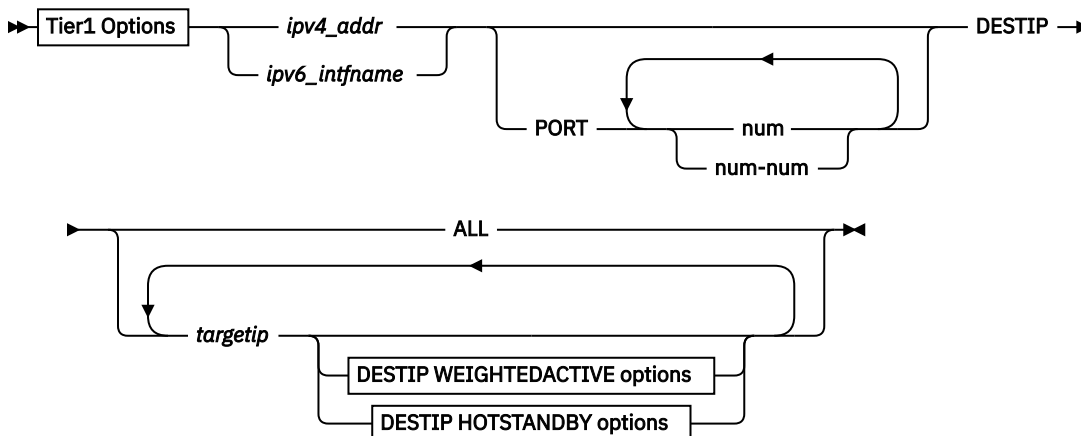 Tier1 Options ipv4_addr DESTIP
ipv6_intfname
PORT num
num-num
ALL
targetip
DESTIP WEIGHTEDACTIVE options
DESTIP HOTSTANDBY options